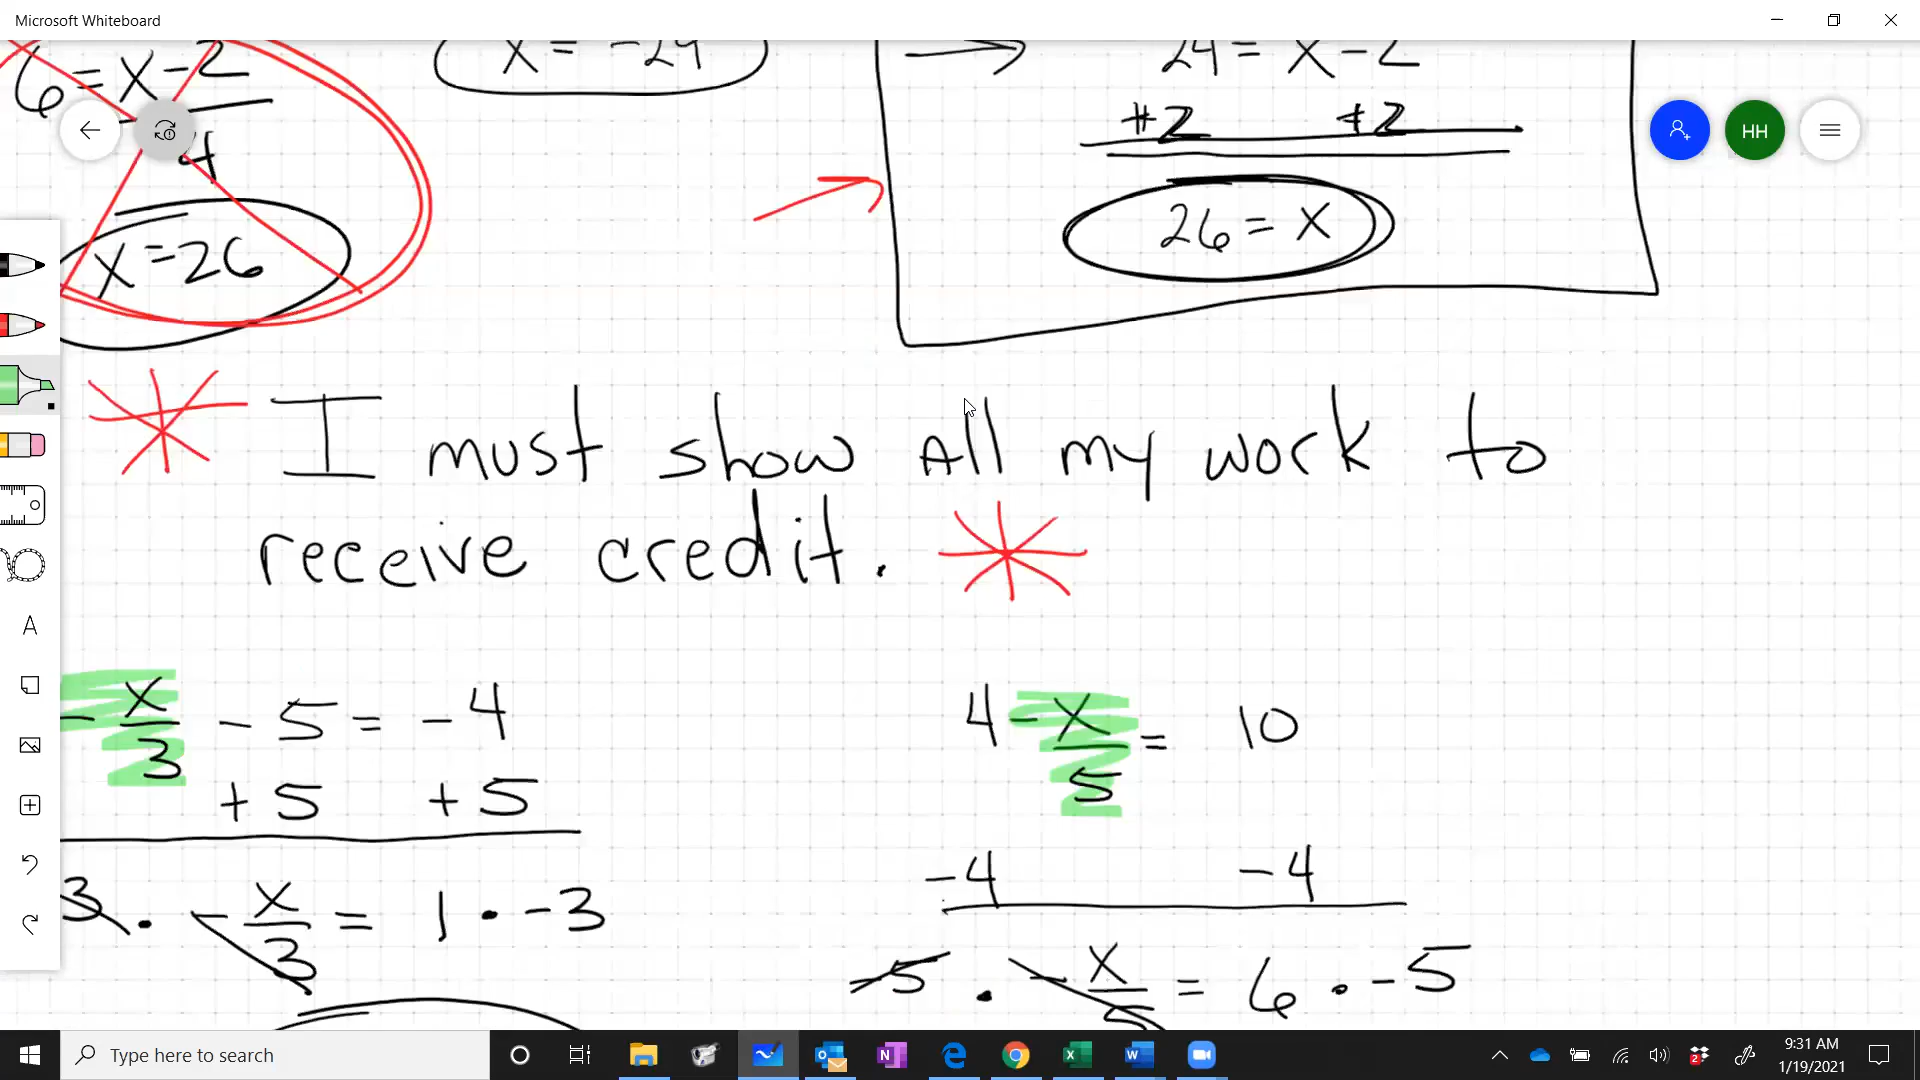 Microsoft Whiteboard
6 = x - 2
4
x = 26
x = -29
24 = x - 2
+2 +2
26 = x
HH
I must show all my work to
receive credit.
- x/3 - 5 = -4
+ 5 + 5
3 · - x/3 = 1 · -3
4 - x/5 = 10
-4 -4
-5 · - x/5 = 6 · -5
A
Type here to search
9:31 AM
1/19/2021